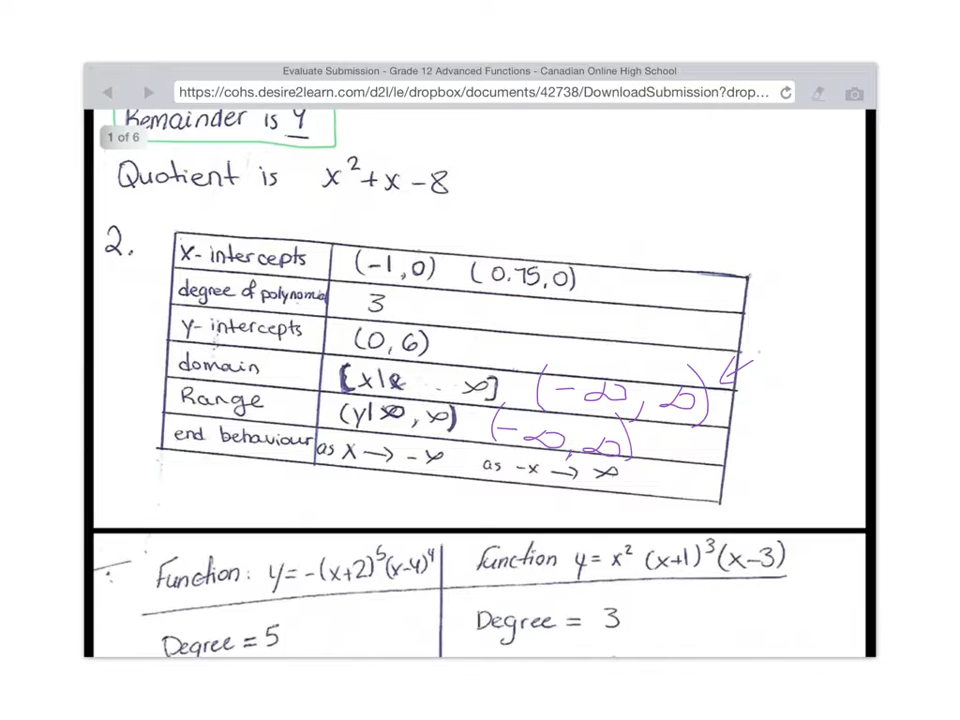 Evaluate Submission - Grade 12 Advanced Functions - Canadian Online High School
https://cohs.desire2learn.com/d2l/le/dropbox/documents/42738/DownloadSubmission?drop...
Remainder is 4
1 of 6
Quotient is x²+x-8
2.
x-intercepts (-1,0) (0.75,0)
degree of polynomial 3
y-intercepts (0,6)
domain [x| .. ∞] (-∞, ∞)
Range (y|∞, ∞) (-∞, ∞)
end behaviour as x → -∞ as -x → ∞
Function: y=-(x+2)⁵(x-4)⁴
Function y= x² (x+1)³(x-3)
Degree = 5
Degree = 3